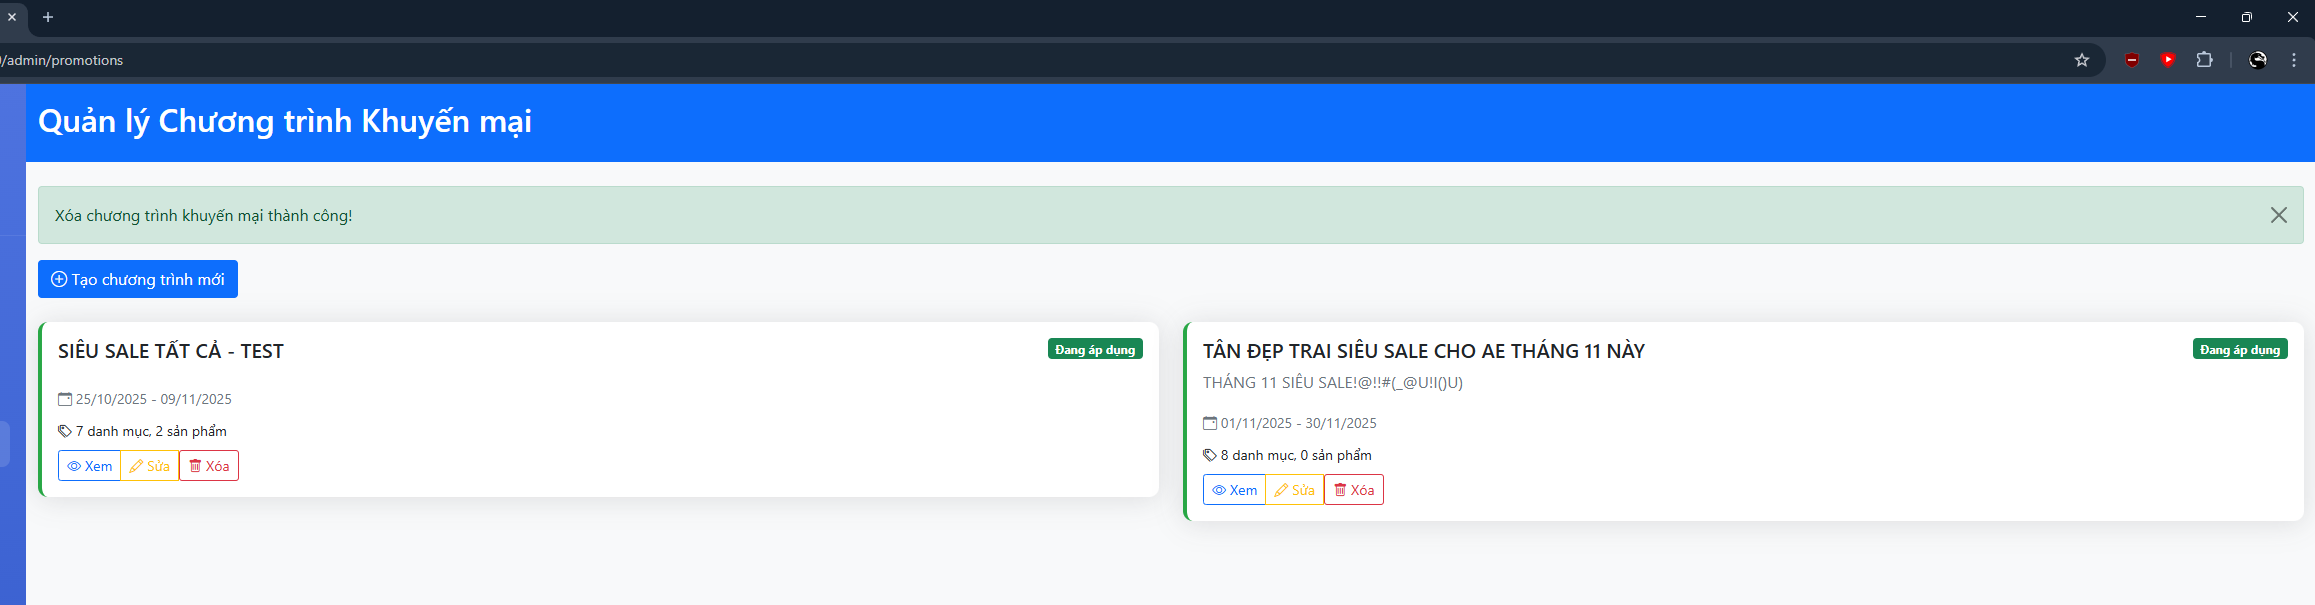 /admin/promotions
Quản lý Chương trình Khuyến mại
Xóa chương trình khuyến mại thành công!
Tạo chương trình mới
SIÊU SALE TẤT CẢ - TEST
Đang áp dụng
25/10/2025 - 09/11/2025
7 danh mục, 2 sản phẩm
Xem Sửa Xóa
TÂN ĐẸP TRAI SIÊU SALE CHO AE THÁNG 11 NÀY
Đang áp dụng
THÁNG 11 SIÊU SALE!@!!#(_@U!I()U)
01/11/2025 - 30/11/2025
8 danh mục, 0 sản phẩm
Xem Sửa Xóa